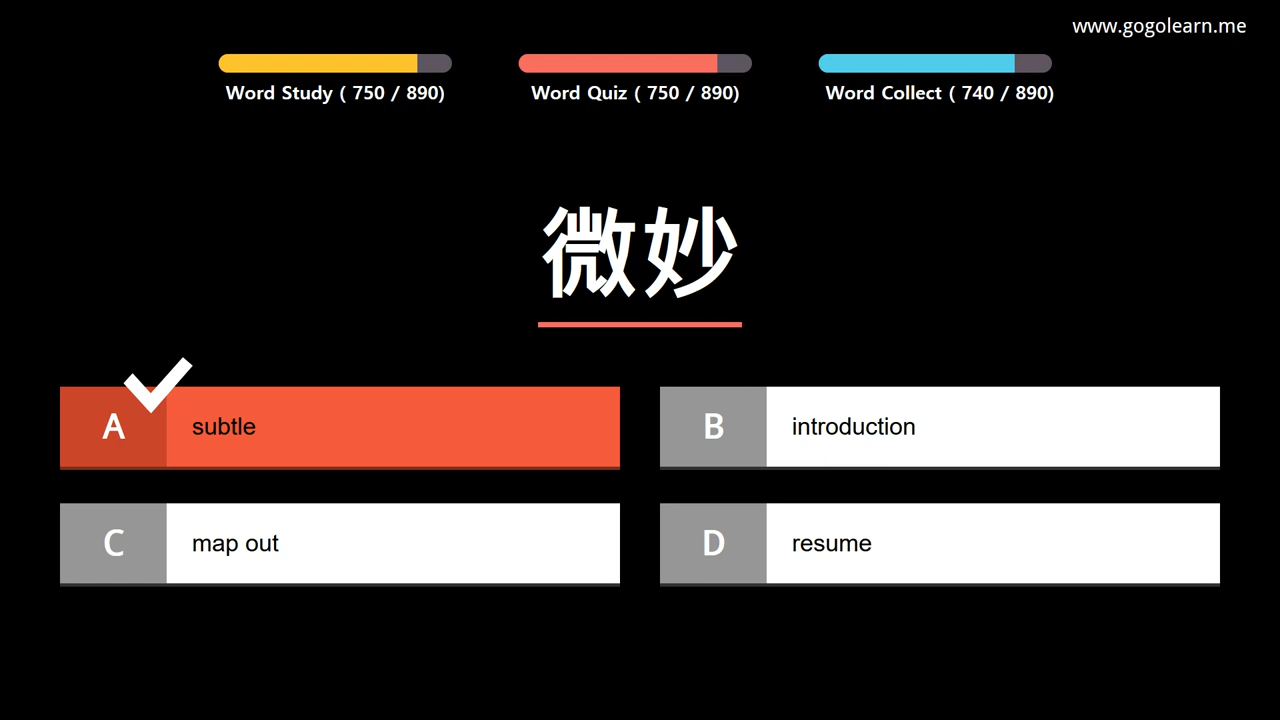 www.gogolearn.me
Word Study ( 750 / 890)
Word Quiz ( 750 / 890)
Word Collect ( 740 / 890)
微妙
A subtle
B introduction
C map out
D resume